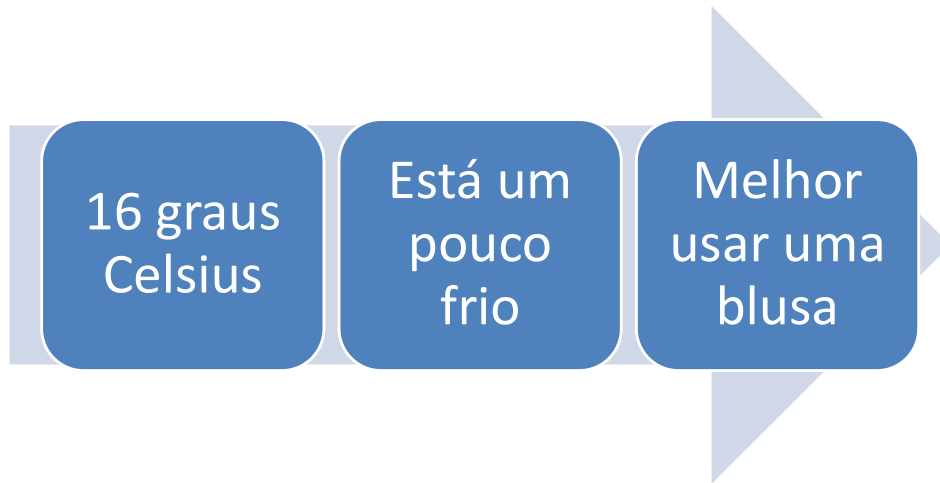 16 graus
Celsius
Está um
pouco
frio
Melhor
usar uma
blusa